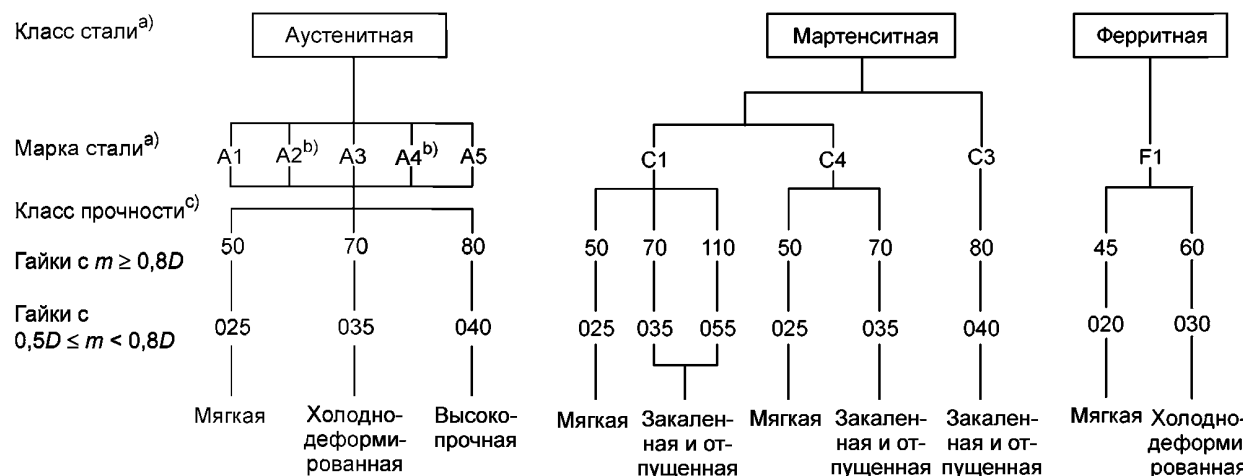 Класс стали a) Аустенитная Мартенситная Ферритная
Марка стали a) A1 A2 b) A3 A4 b) A5 C1 C4 C3 F1
Класс прочности c)
Гайки с m ≥ 0,8D 50 70 80 50 70 110 50 70 80 45 60
Гайки с
0,5D ≤ m < 0,8D 025 035 040 025 035 055 025 035 040 020 030
Мягкая Холодно- Высоко- Мягкая Закален- Мягкая Закален- Закален- Мягкая Холодно-
деформи- прочная ная и от- ная и от- ная и от- деформи-
рованная пущенная пущенная пущенная рованная